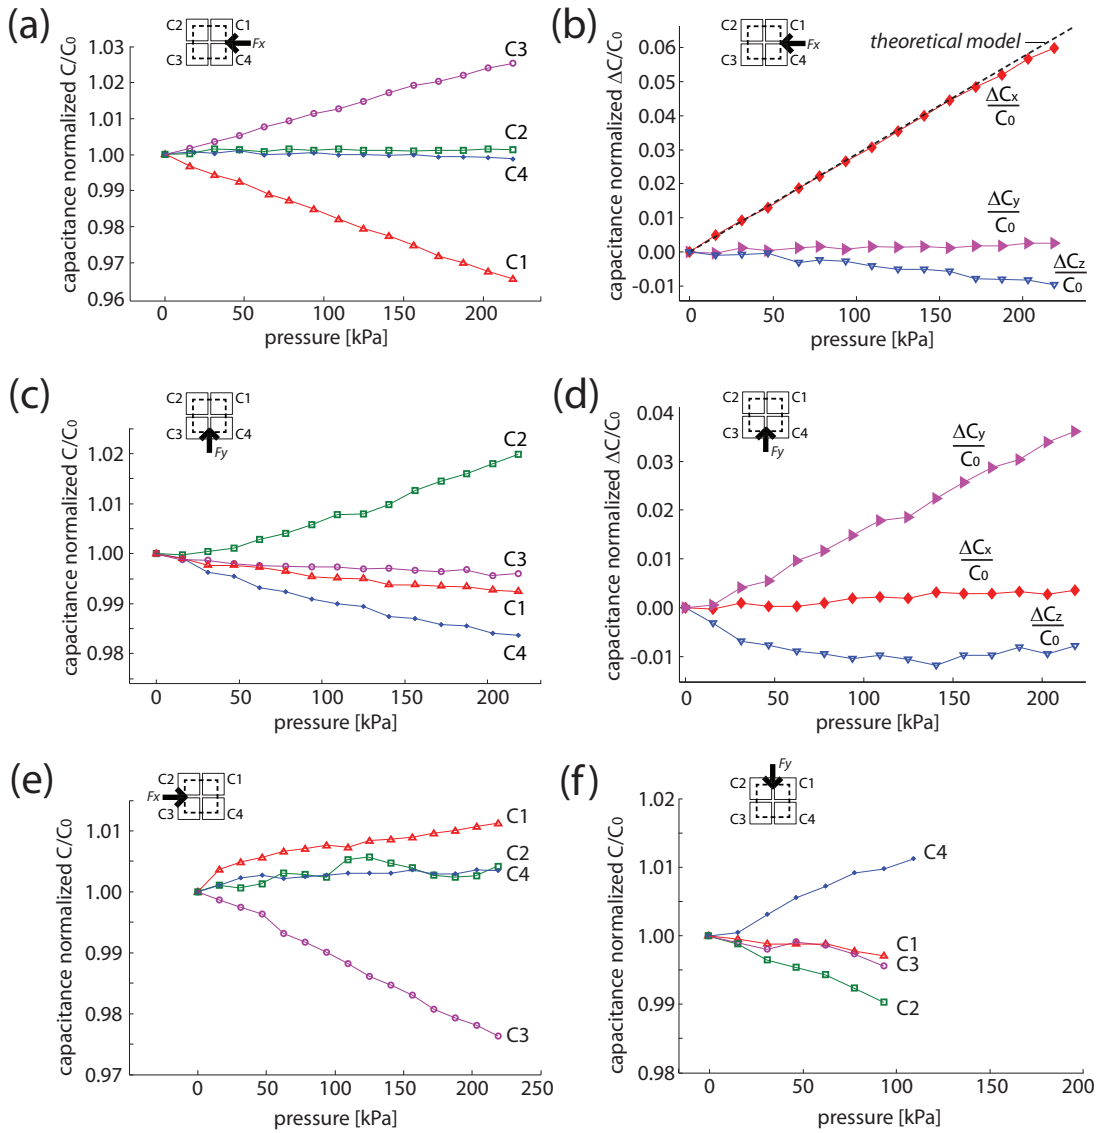 (a)
C2 C1
C3 C4
Fx
capacitance normalized C/C₀
1.03
1.02
1.01
1.00
0.99
0.98
0.97
0.96
C3
C2
C4
C1
0 50 100 150 200
pressure [kPa]
(b)
C2 C1
C3 C4
Fx
theoretical model
capacitance normalized ΔC/C₀
0.06
0.05
0.04
0.03
0.02
0.01
0.00
-0.01
ΔCx
C₀
ΔCy
C₀
ΔCz
C₀
0 50 100 150 200
pressure [kPa]
(c)
C2 C1
C3 C4
Fy
capacitance normalized C/C₀
1.02
1.00
0.99
0.98
C2
C3
C1
C4
0 50 100 150 200
pressure [kPa]
(d)
C2 C1
C3 C4
Fy
capacitance normalized ΔC/C₀
0.04
0.03
0.02
0.01
0.00
-0.01
ΔCy
C₀
ΔCx
C₀
ΔCz
C₀
0 50 100 150 200
pressure [kPa]
(e)
C2 C1
Fx
C3 C4
capacitance normalized C/C₀
1.01
1.00
0.99
0.98
0.97
C1
C2
C4
C3
0 50 100 150 200 250
pressure [kPa]
(f)
Fy
C2 C1
C3 C4
capacitance normalized C/C₀
1.02
1.01
1.00
0.99
0.98
C4
C1
C3
C2
0 50 100 150 200
pressure [kPa]